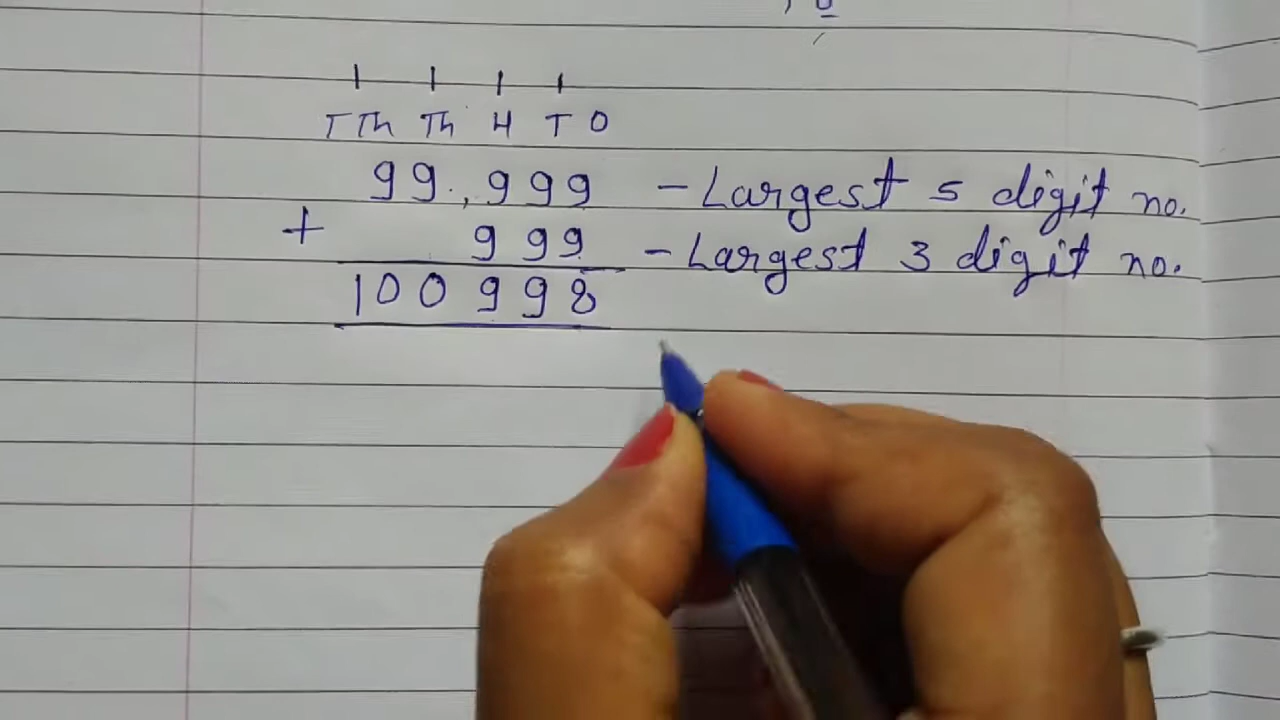 T Th Th H T O
99,999 - Largest 5 digit no.
+ 999 - Largest 3 digit no.
100998